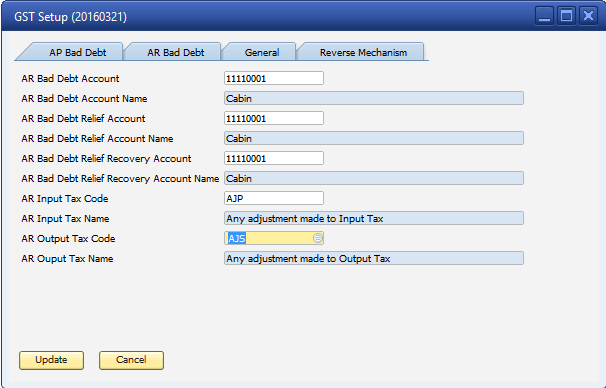 GST Setup (20160321)
AP Bad Debt AR Bad Debt General Reverse Mechanism
AR Bad Debt Account 11110001
AR Bad Debt Account Name Cabin
AR Bad Debt Relief Account 11110001
AR Bad Debt Relief Account Name Cabin
AR Bad Debt Relief Recovery Account 11110001
AR Bad Debt Relief Recovery Account Name Cabin
AR Input Tax Code AJP
AR Input Tax Name Any adjustment made to Input Tax
AR Output Tax Code AJS
AR Ouput Tax Name Any adjustment made to Output Tax
Update Cancel